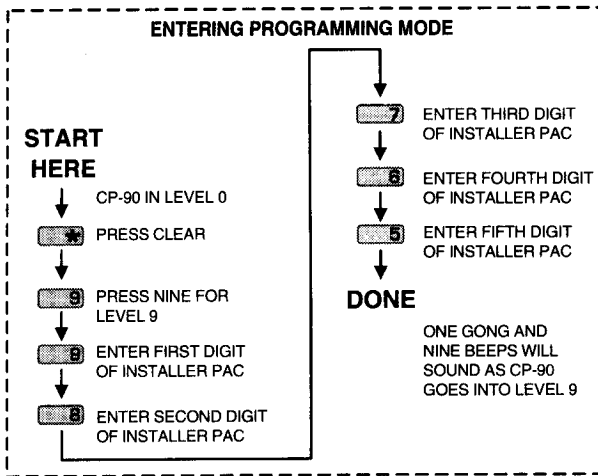 ENTERING PROGRAMMING MODE
START
HERE
CP-90 IN LEVEL 0
* PRESS CLEAR
9 PRESS NINE FOR
LEVEL 9
9 ENTER FIRST DIGIT
OF INSTALLER PAC
8 ENTER SECOND DIGIT
OF INSTALLER PAC
7 ENTER THIRD DIGIT
OF INSTALLER PAC
6 ENTER FOURTH DIGIT
OF INSTALLER PAC
5 ENTER FIFTH DIGIT
OF INSTALLER PAC
DONE
ONE GONG AND
NINE BEEPS WILL
SOUND AS CP-90
GOES INTO LEVEL 9